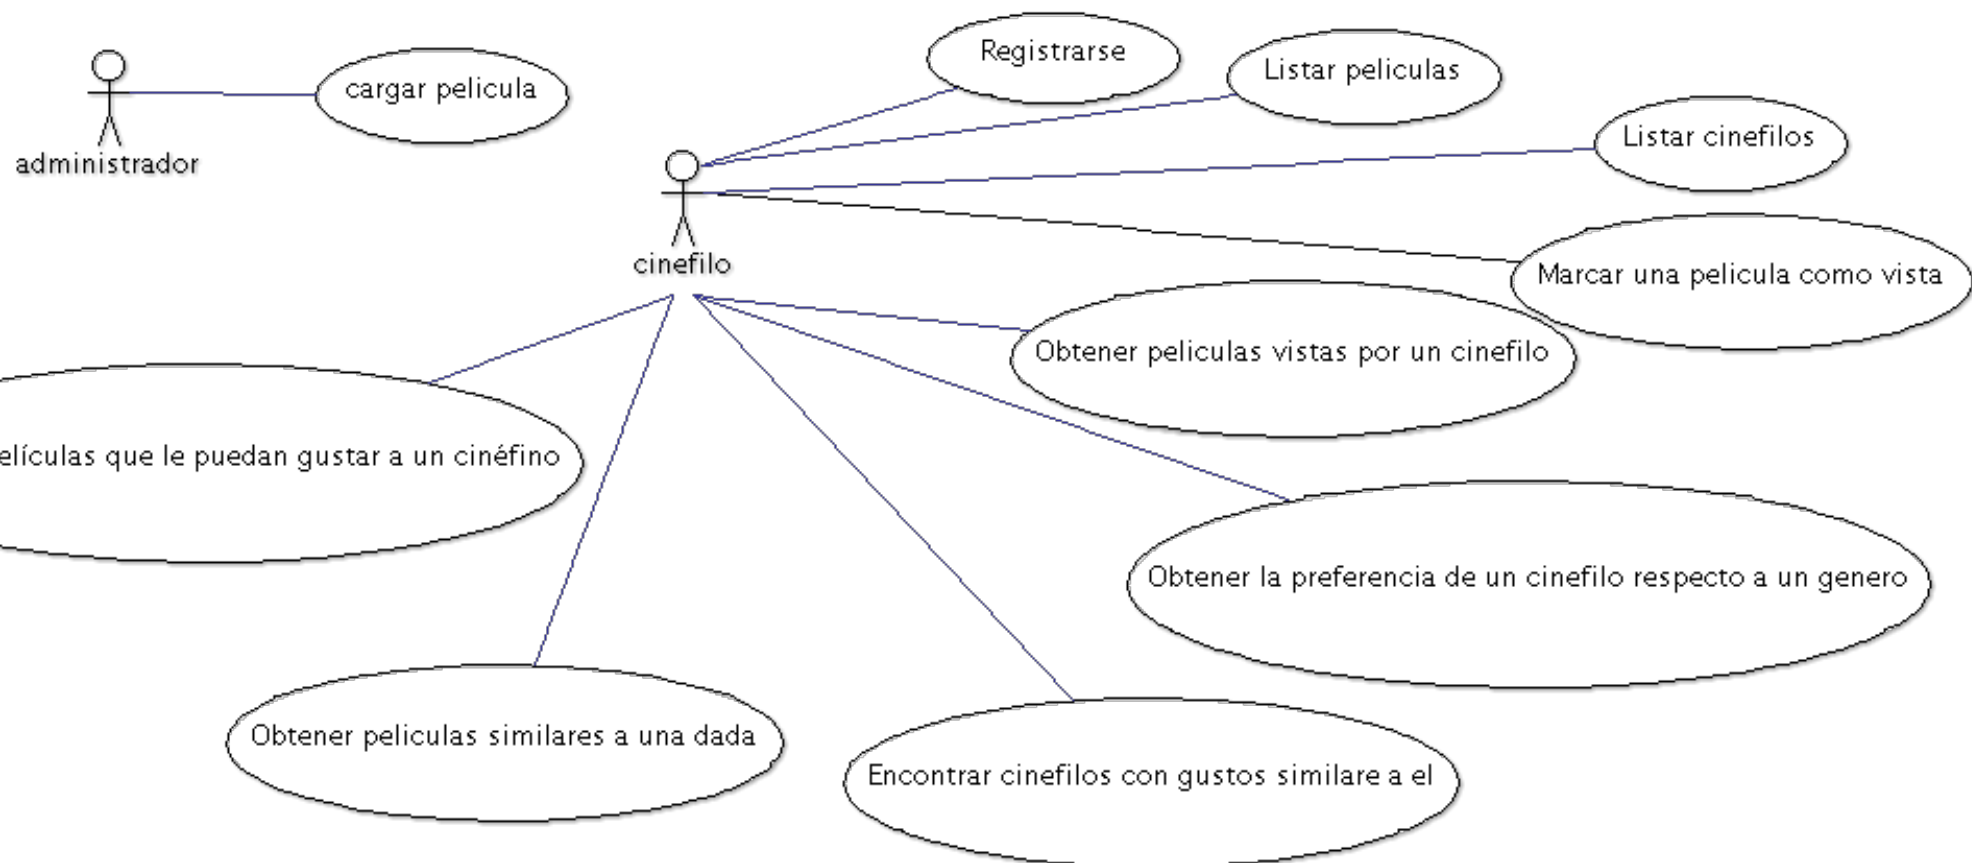 Registrarse
Listar peliculas
cargar pelicula
Listar cinefilos
administrador
cinefilo
Marcar una pelicula como vista
Obtener peliculas vistas por un cinefilo
elículas que le puedan gustar a un cinéfino
Obtener la preferencia de un cinefilo respecto a un genero
Obtener peliculas similares a una dada
Encontrar cinefilos con gustos similare a el